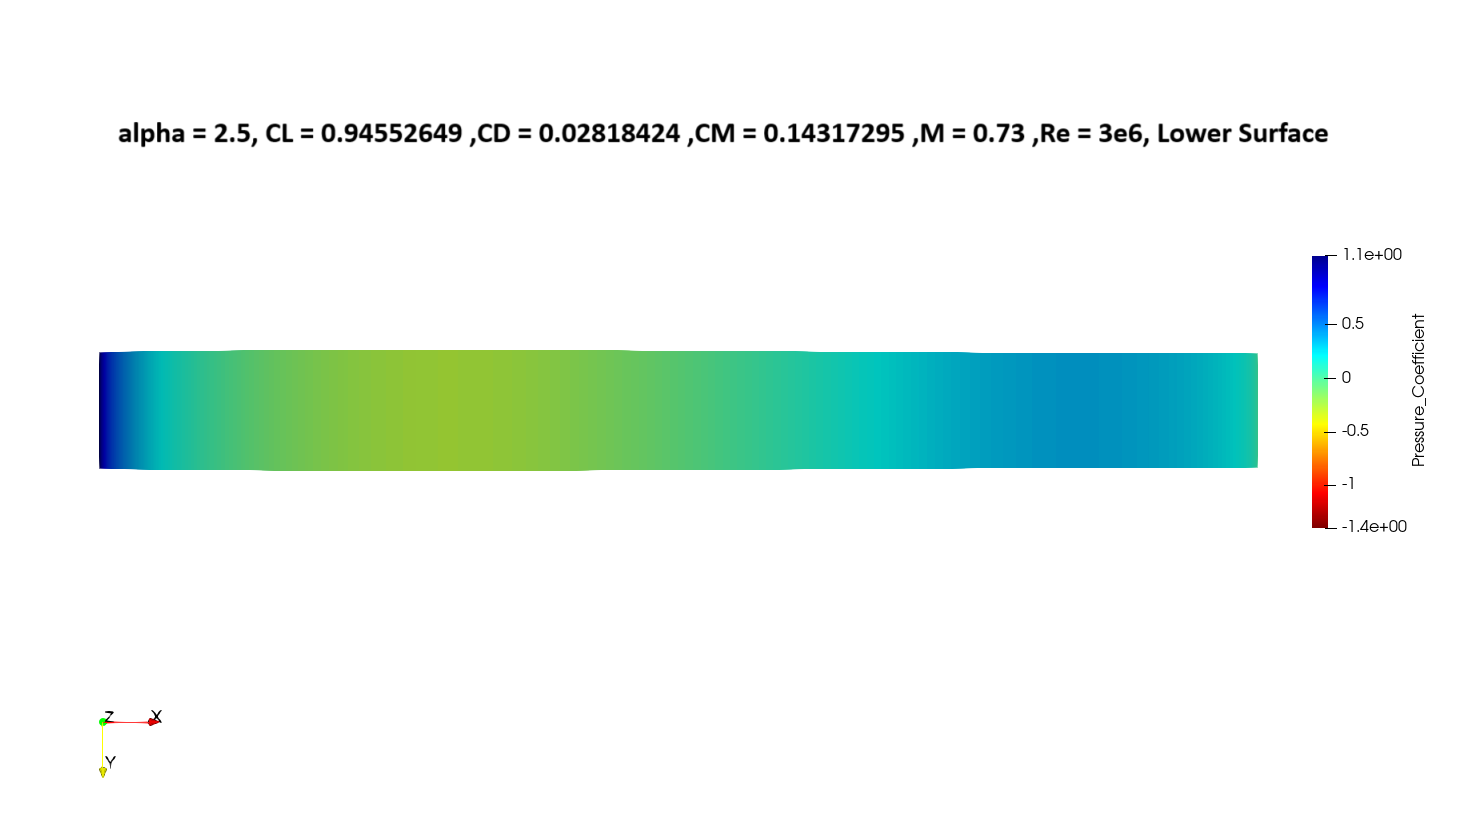 alpha = 2.5, CL = 0.94552649 ,CD = 0.02818424 ,CM = 0.14317295 ,M = 0.73 ,Re = 3e6, Lower Surface
1.1e+00
0.5
0
-0.5
-1
-1.4e+00
Pressure_Coefficient
Z
X
Y